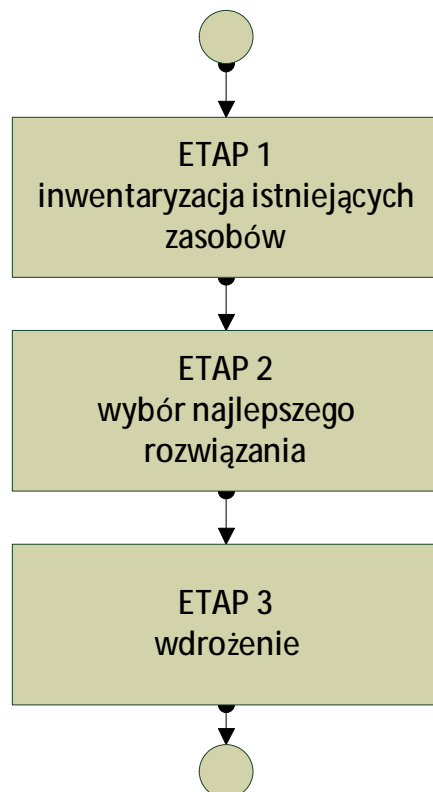 ETAP 1
inwentaryzacja istniejących
zasobów
ETAP 2
wybór najlepszego
rozwiązania
ETAP 3
wdrożenie